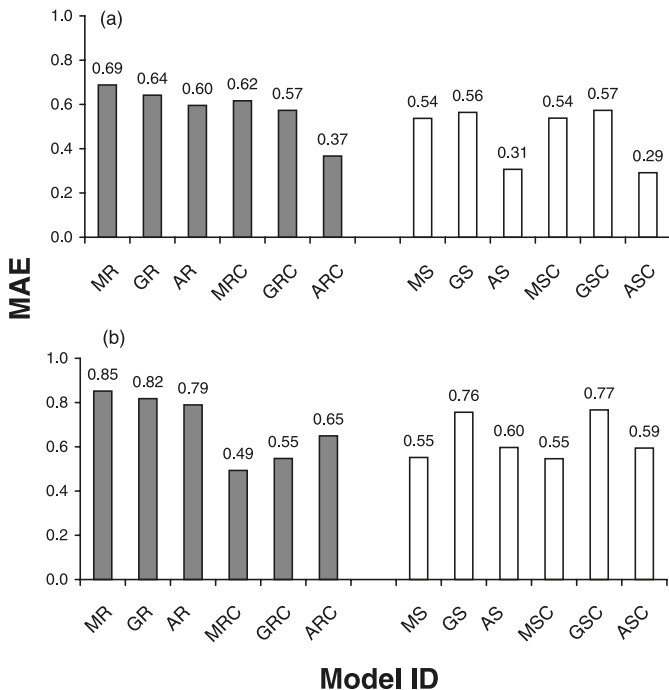 (a)
1.0
0.8
0.6
0.4
0.2
0.0
0.69
0.64
0.60
0.62
0.57
0.37
0.54
0.56
0.31
0.54
0.57
0.29
MR
GR
AR
MRC
GRC
ARC
MS
GS
AS
MSC
GSC
ASC
MAE
(b)
1.0
0.8
0.6
0.4
0.2
0.0
0.85
0.82
0.79
0.49
0.55
0.65
0.55
0.76
0.60
0.55
0.77
0.59
MR
GR
AR
MRC
GRC
ARC
MS
GS
AS
MSC
GSC
ASC
Model ID